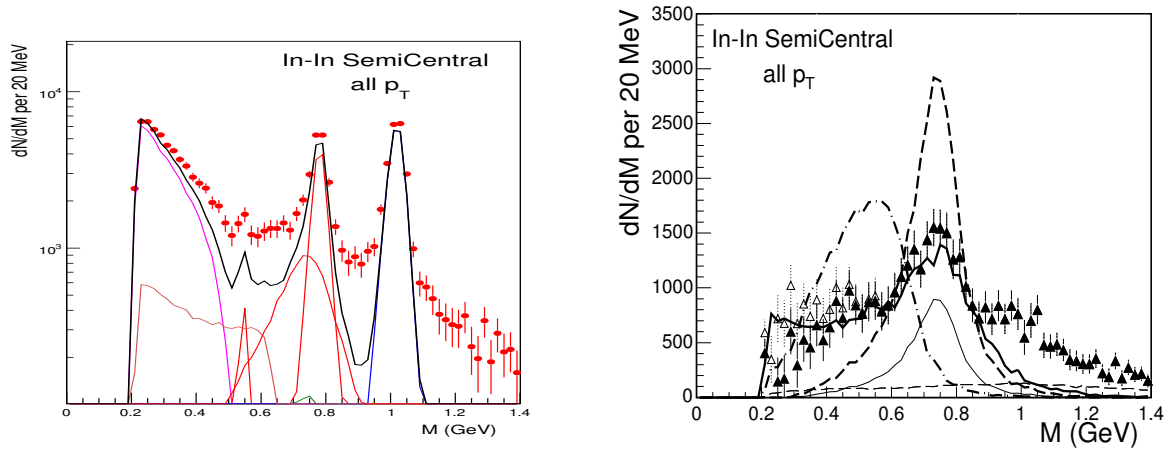 In-In SemiCentral
all p_T
dN/dM per 20 MeV
10^4
10^3
0 0.2 0.4 0.6 0.8 1 1.2 1.4
M (GeV)
In-In SemiCentral
all p_T
dN/dM per 20 MeV
3500
3000
2500
2000
1500
1000
500
0
0 0.2 0.4 0.6 0.8 1 1.2 1.4
M (GeV)